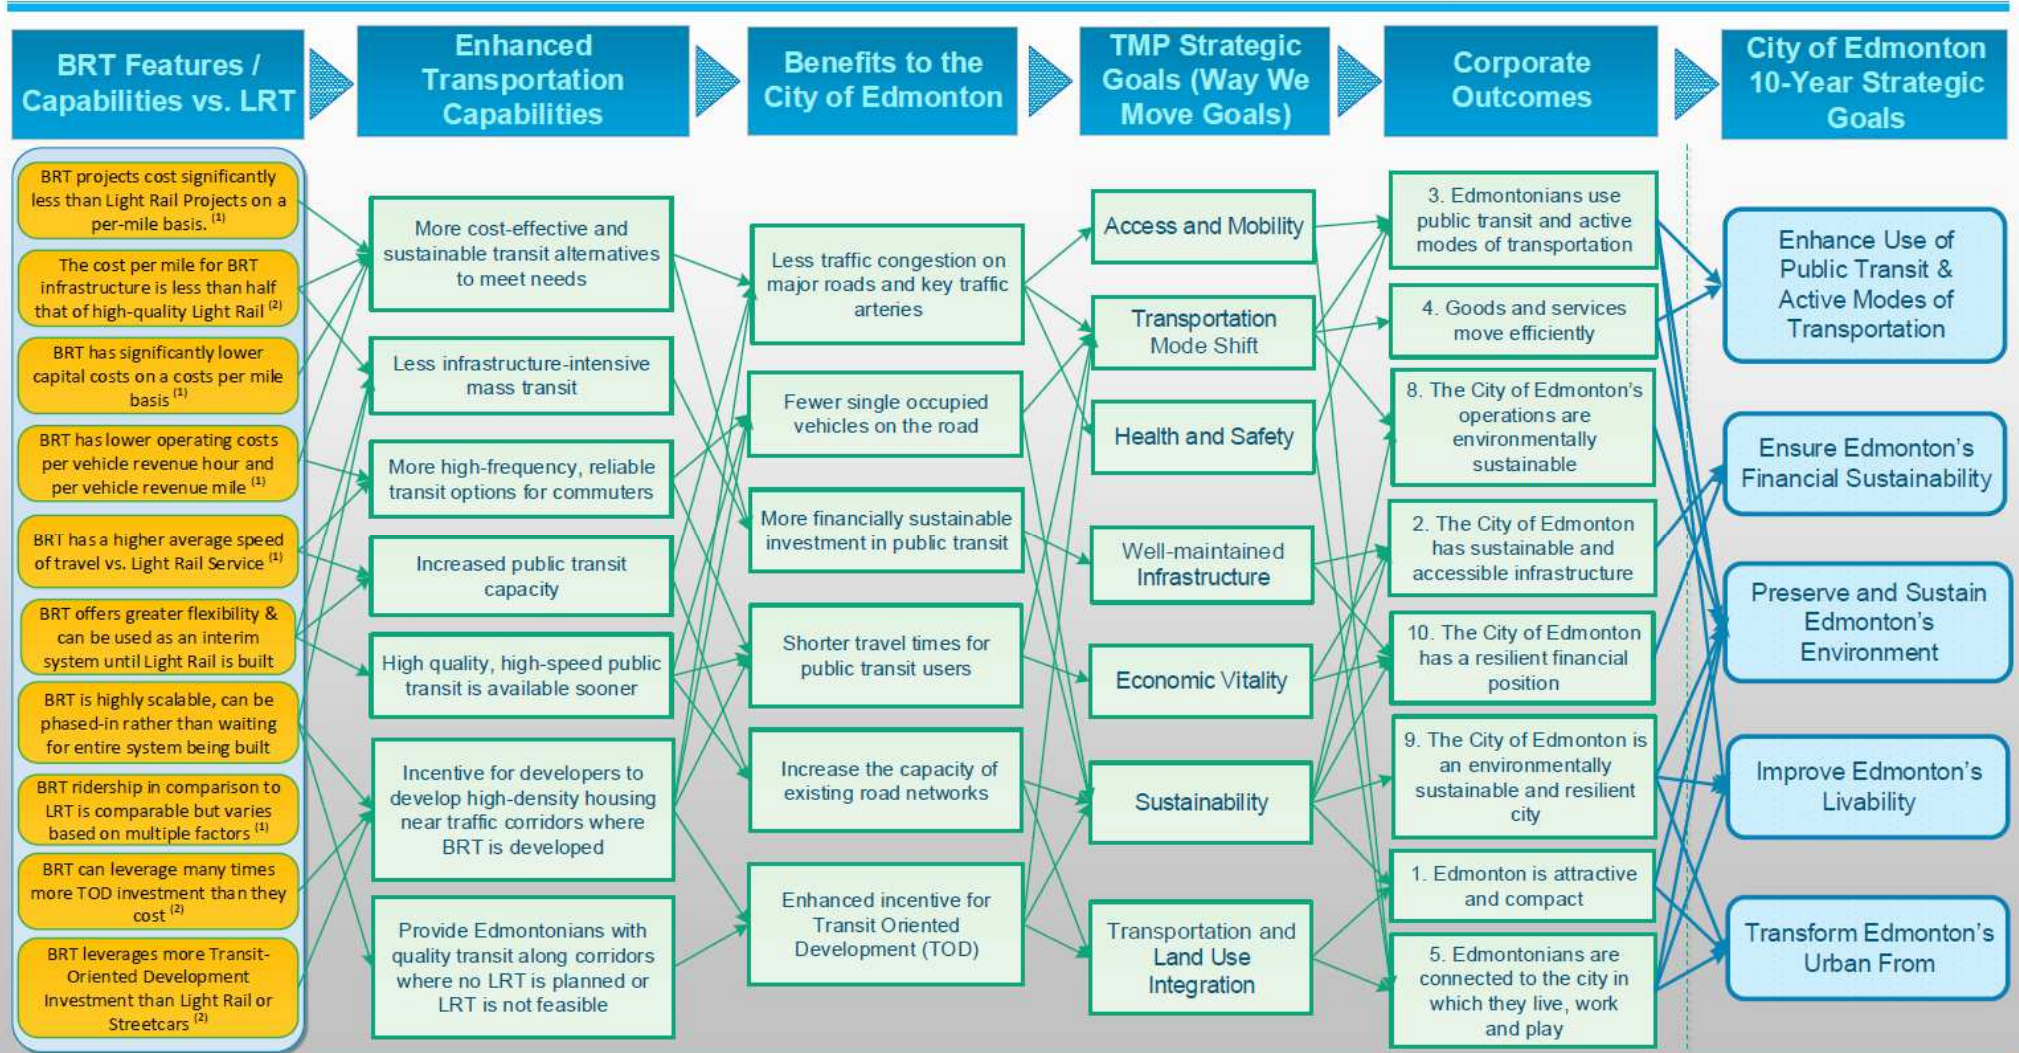 BRT Features /
Capabilities vs. LRT
Enhanced
Transportation
Capabilities
Benefits to the
City of Edmonton
TMP Strategic
Goals (Way We
Move Goals)
Corporate
Outcomes
City of Edmonton
10-Year Strategic
Goals
BRT projects cost significantly
less than Light Rail Projects on a
per-mile basis. (1)
The cost per mile for BRT
infrastructure is less than half
that of high-quality Light Rail (2)
BRT has significantly lower
capital costs on a costs per mile
basis (1)
BRT has lower operating costs
per vehicle revenue hour and
per vehicle revenue mile (1)
BRT has a higher average speed
of travel vs. Light Rail Service (1)
BRT offers greater flexibility &
can be used as an interim
system until Light Rail is built
BRT is highly scalable, can be
phased-in rather than waiting
for entire system being built
BRT ridership in comparison to
LRT is comparable but varies
based on multiple factors (1)
BRT can leverage many times
more TOD investment than they
cost (2)
BRT leverages more Transit-
Oriented Development
Investment than Light Rail or
Streetcars (2)
More cost-effective and
sustainable transit alternatives
to meet needs
Less infrastructure-intensive
mass transit
More high-frequency, reliable
transit options for commuters
Increased public transit
capacity
High quality, high-speed public
transit is available sooner
Incentive for developers to
develop high-density housing
near traffic corridors where
BRT is developed
Provide Edmontonians with
quality transit along corridors
where no LRT is planned or
LRT is not feasible
Less traffic congestion on
major roads and key traffic
arteries
Fewer single occupied
vehicles on the road
More financially sustainable
investment in public transit
Shorter travel times for
public transit users
Increase the capacity of
existing road networks
Enhanced incentive for
Transit Oriented
Development (TOD)
Access and Mobility
Transportation
Mode Shift
Health and Safety
Well-maintained
Infrastructure
Economic Vitality
Sustainability
Transportation and
Land Use
Integration
3. Edmontonians use
public transit and active
modes of transportation
4. Goods and services
move efficiently
8. The City of Edmonton's
operations are
environmentally
sustainable
2. The City of Edmonton
has sustainable and
accessible infrastructure
10. The City of Edmonton
has a resilient financial
position
9. The City of Edmonton is
an environmentally
sustainable and resilient
city
1. Edmonton is attractive
and compact
5. Edmontonians are
connected to the city in
which they live, work
and play
Enhance Use of
Public Transit &
Active Modes of
Transportation
Ensure Edmonton's
Financial Sustainability
Preserve and Sustain
Edmonton's
Environment
Improve Edmonton's
Livability
Transform Edmonton's
Urban From